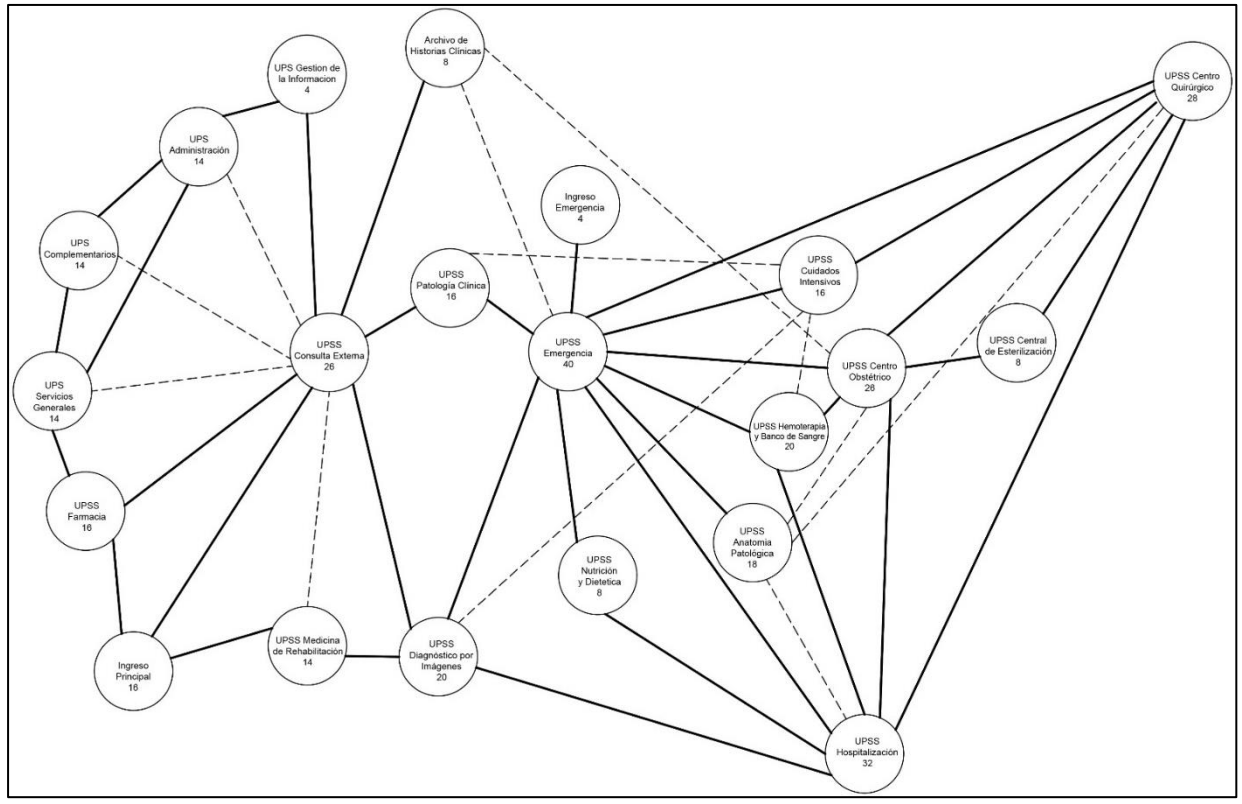 Archivo de
Historias Clínicas
8
UPS Gestion de
la Informacion
4
UPSS Centro
Quirúrgico
28
UPS
Administración
14
Ingreso
Emergencia
4
UPS
Complementarios
14
UPSS
Patología Clínica
16
UPSS
Cuidados
Intensivos
16
UPSS
Consulta Externa
26
UPSS
Emergencia
40
UPSS Centro
Obstétrico
26
UPSS Central
de Esterilización
8
UPS
Servicios
Generales
14
UPSS Hemoterapia
y Banco de Sangre
20
UPSS
Farmacia
16
UPSS
Anatomia
Patológica
18
UPSS
Nutrición
y Dietetica
8
Ingreso
Principal
16
UPSS Medicina
de Rehabilitación
14
UPSS
Diagnóstico por
Imágenes
20
UPSS
Hospitalización
32